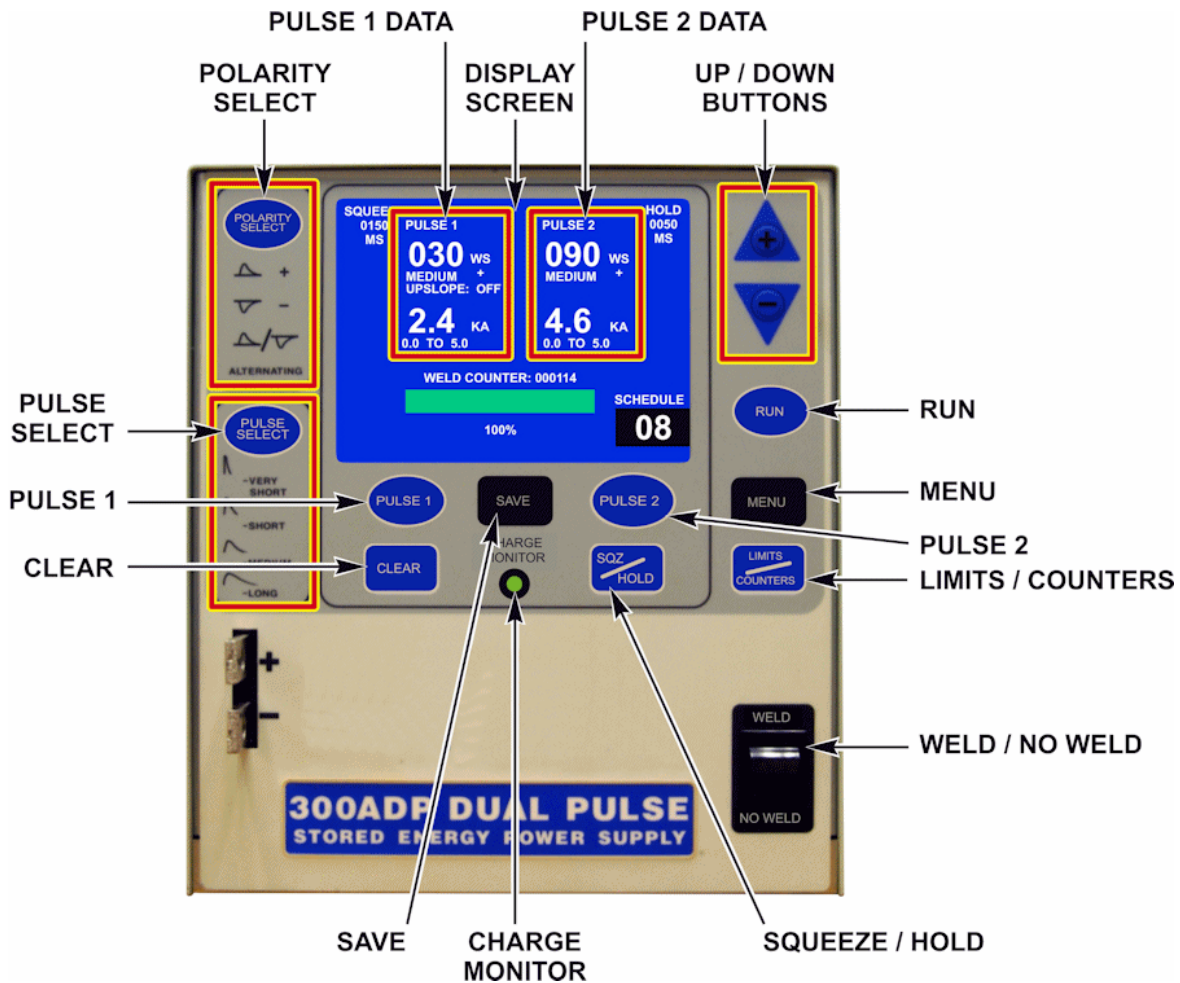 PULSE 1 DATA
PULSE 2 DATA
POLARITY
SELECT
DISPLAY
SCREEN
UP / DOWN
BUTTONS
POLARITY
SELECT
+
−
ALTERNATING
SQUEE
0150
MS
PULSE 1
030 WS
MEDIUM +
UPSLOPE: OFF
2.4 KA
0.0 TO 5.0
PULSE 2
090 WS
MEDIUM +
4.6 KA
0.0 TO 5.0
HOLD
0050
MS
WELD COUNTER: 000114
100%
SCHEDULE
08
+
−
PULSE
SELECT
PULSE
SELECT
-VERY
SHORT
-SHORT
-MEDIUM
-LONG
RUN
RUN
PULSE 1
PULSE 1
SAVE
PULSE 2
MENU
MENU
PULSE 2
CLEAR
CLEAR
CHARGE
MONITOR
SQZ
HOLD
LIMITS
COUNTERS
LIMITS / COUNTERS
+
−
WELD
NO WELD
WELD / NO WELD
300ADP DUAL PULSE
STORED ENERGY POWER SUPPLY
SAVE
CHARGE
MONITOR
SQUEEZE / HOLD